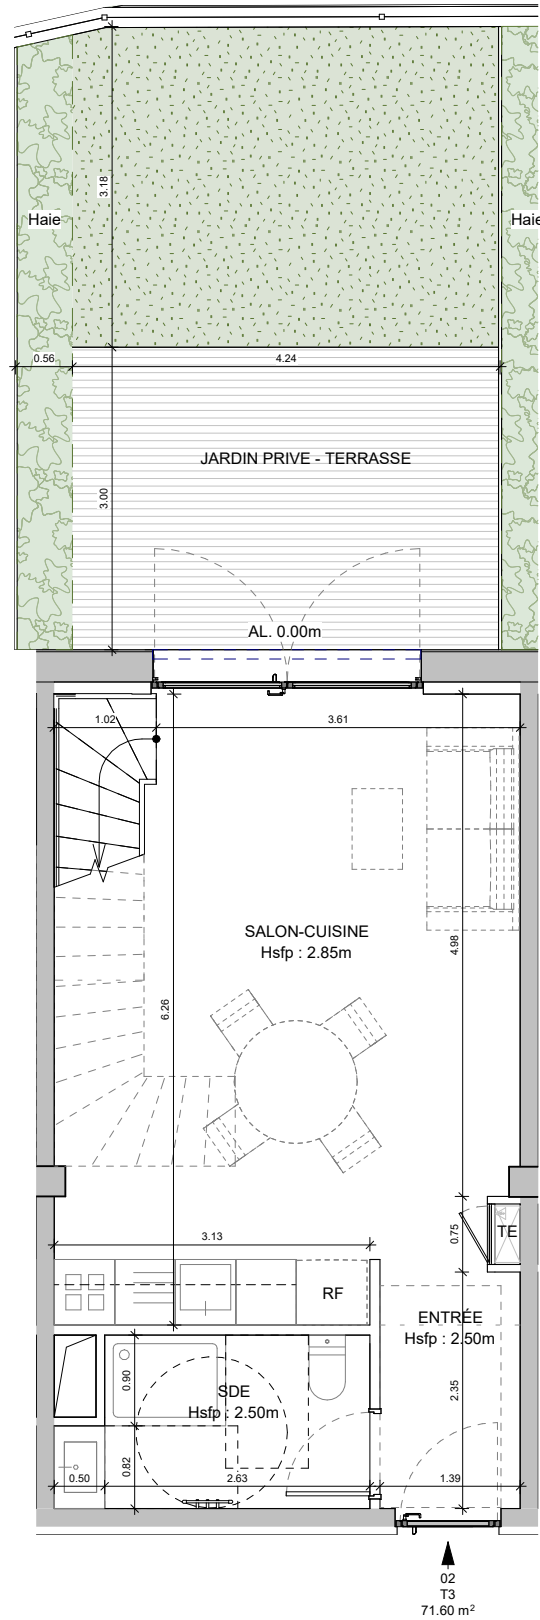 3.18
Haie
Haie
0.56
4.24
JARDIN PRIVE - TERRASSE
3.00
AL. 0.00m
1.02
3.61
SALON-CUISINE
Hsfp : 2.85m
4.98
6.26
TE
0.75
3.13
RF
ENTRÉE
Hsfp : 2.50m
0.90
SDE
Hsfp : 2.50m
2.35
0.82
0.50
2.63
1.39
02
T3
71.60 m²